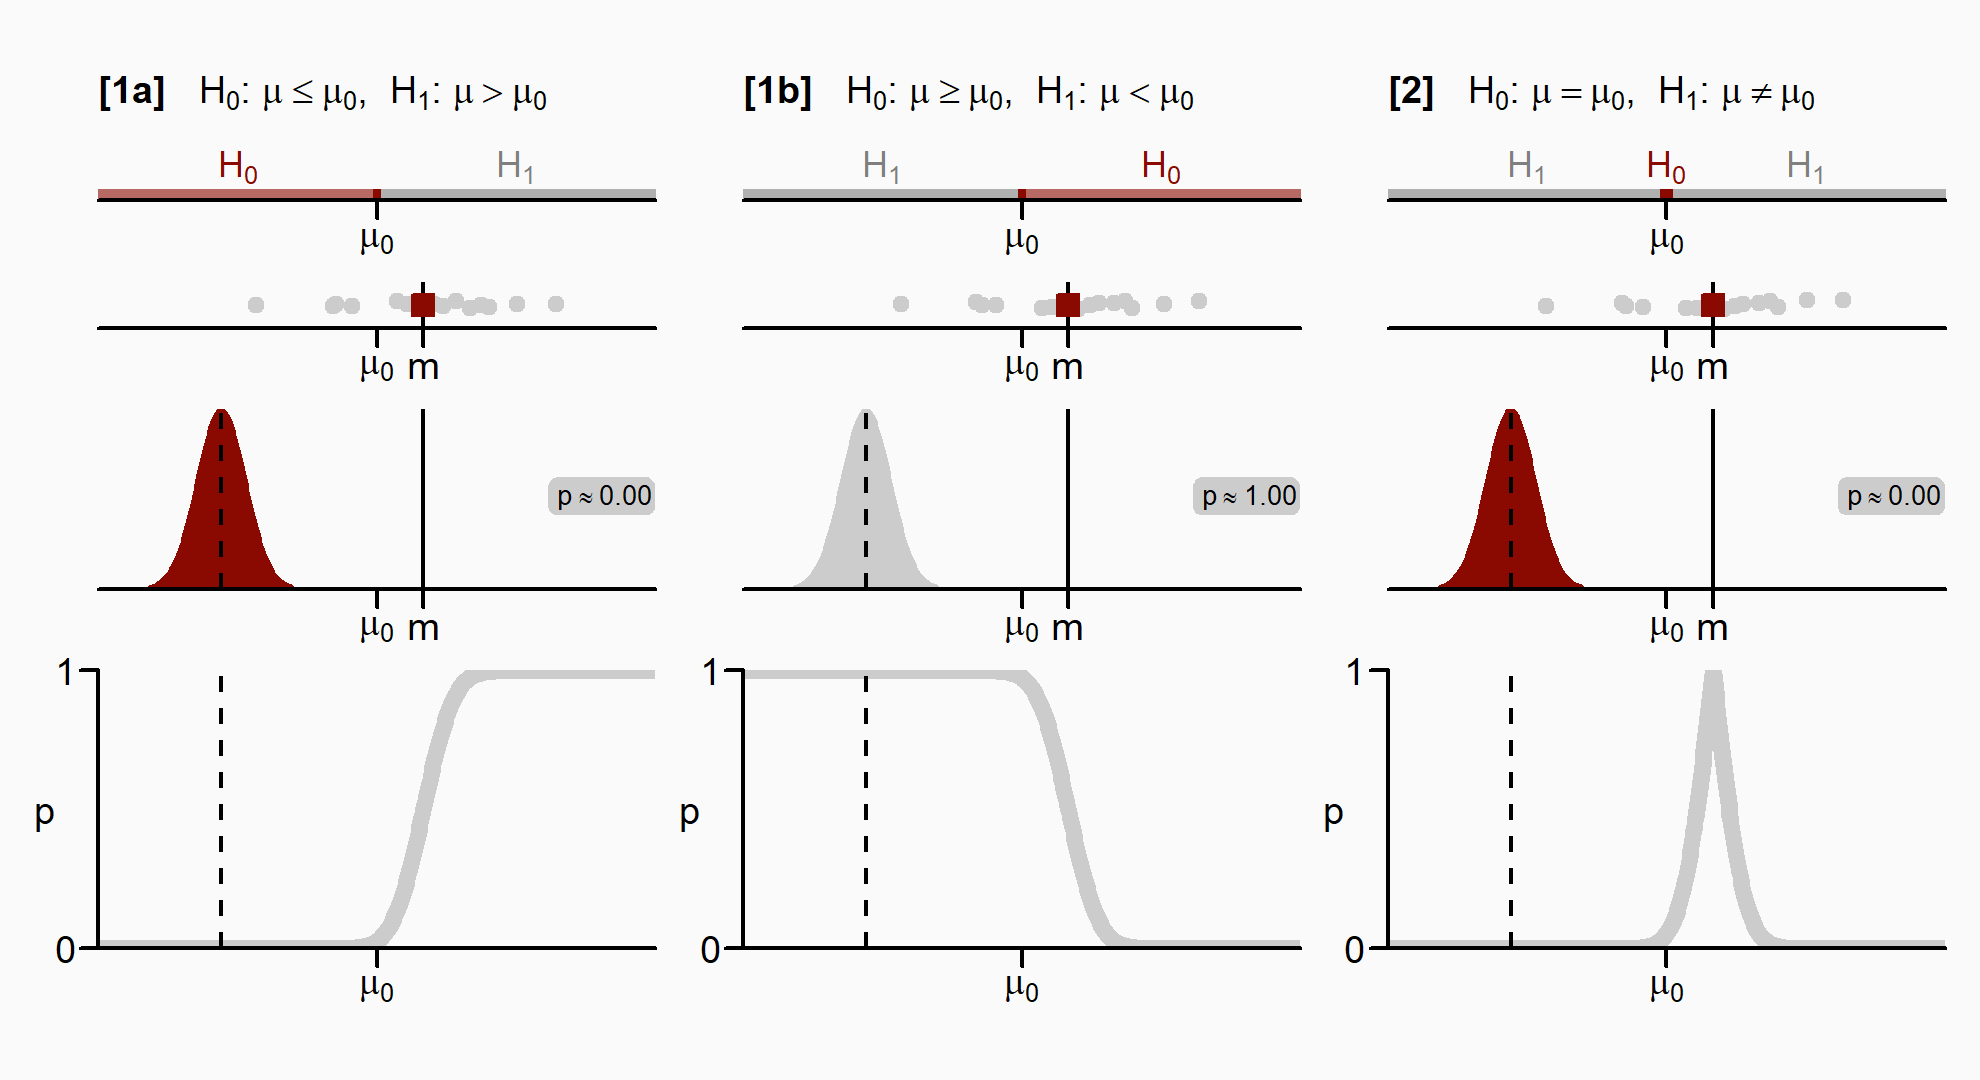 [1a] H₀: μ ≤ μ₀, H₁: μ > μ₀
H₀ H₁
μ₀
μ₀ m
p ≈ 0.00
μ₀ m
1
p
0
μ₀
[1b] H₀: μ ≥ μ₀, H₁: μ < μ₀
H₁ H₀
μ₀
μ₀ m
p ≈ 1.00
μ₀ m
1
p
0
μ₀
[2] H₀: μ = μ₀, H₁: μ ≠ μ₀
H₁ H₀ H₁
μ₀
μ₀ m
p ≈ 0.00
μ₀ m
1
p
0
μ₀